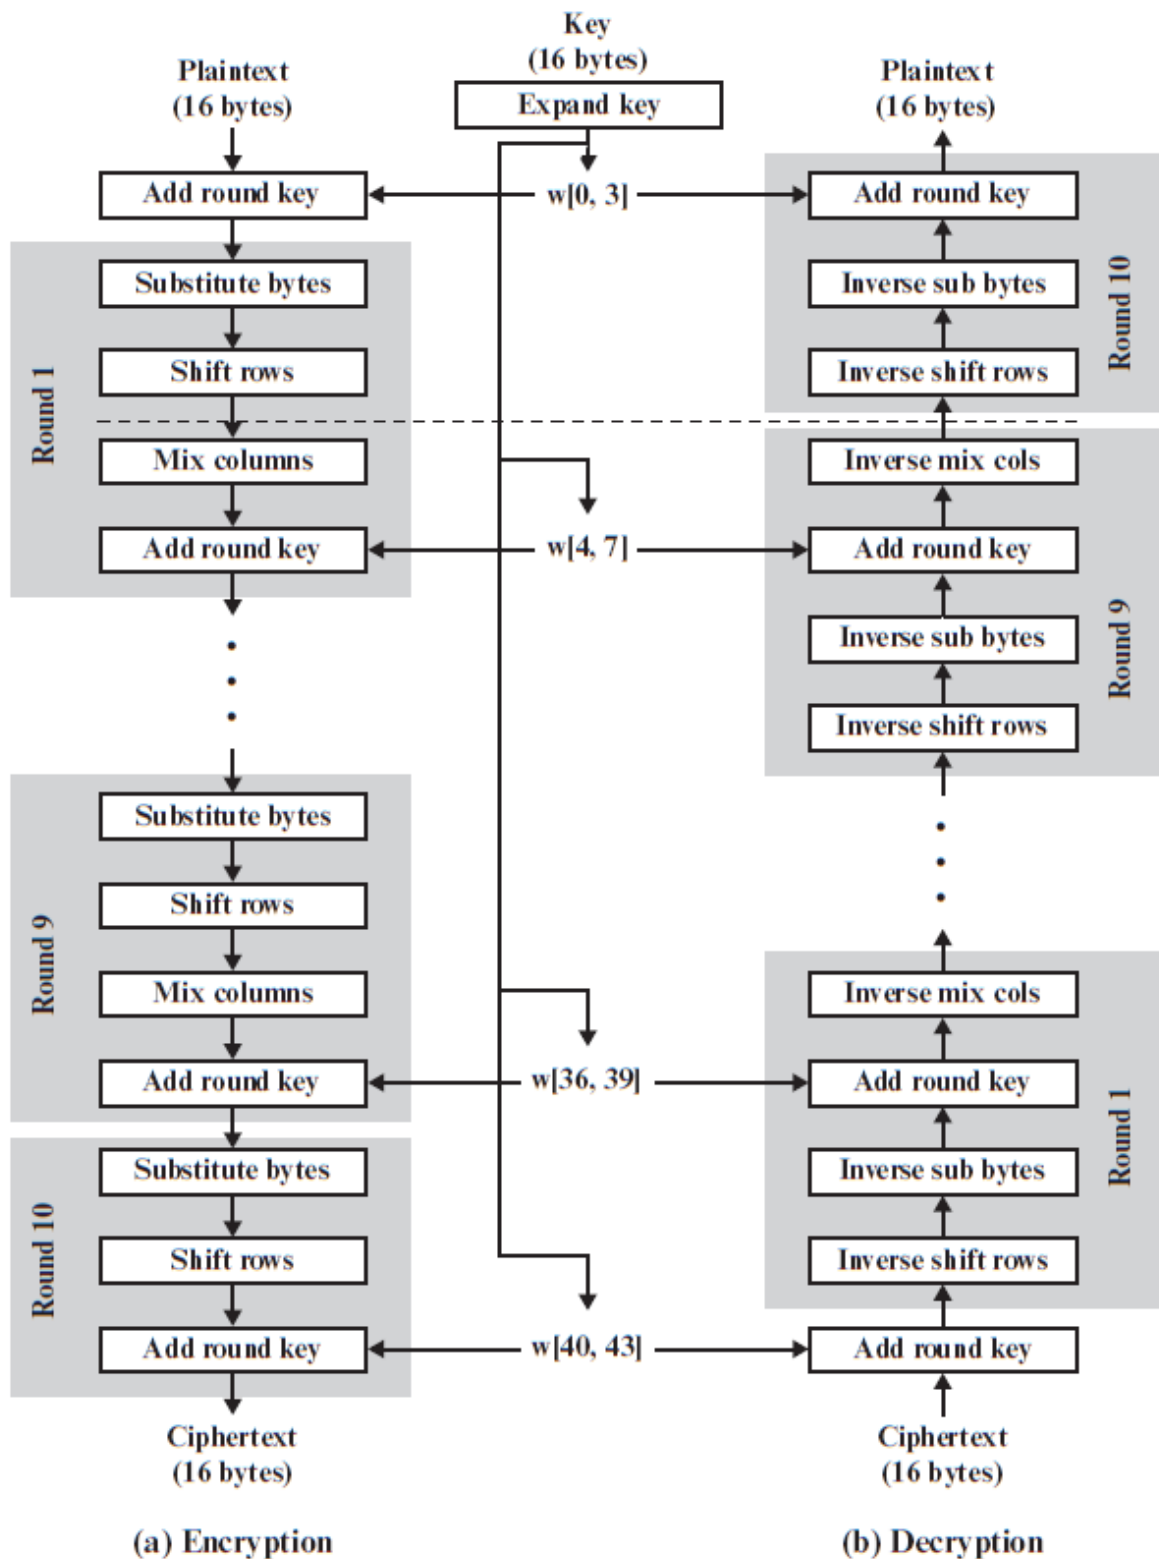 Key
(16 bytes)
Expand key
Plaintext
(16 bytes)
Add round key
Round 1
Substitute bytes
Shift rows
Mix columns
Add round key
Round 9
Substitute bytes
Shift rows
Mix columns
Add round key
Round 10
Substitute bytes
Shift rows
Add round key
Ciphertext
(16 bytes)
(a) Encryption
w[0, 3]
w[4, 7]
w[36, 39]
w[40, 43]
Plaintext
(16 bytes)
Add round key
Inverse sub bytes
Inverse shift rows
Round 10
Inverse mix cols
Add round key
Inverse sub bytes
Inverse shift rows
Round 9
Inverse mix cols
Add round key
Inverse sub bytes
Inverse shift rows
Round 1
Add round key
Ciphertext
(16 bytes)
(b) Decryption